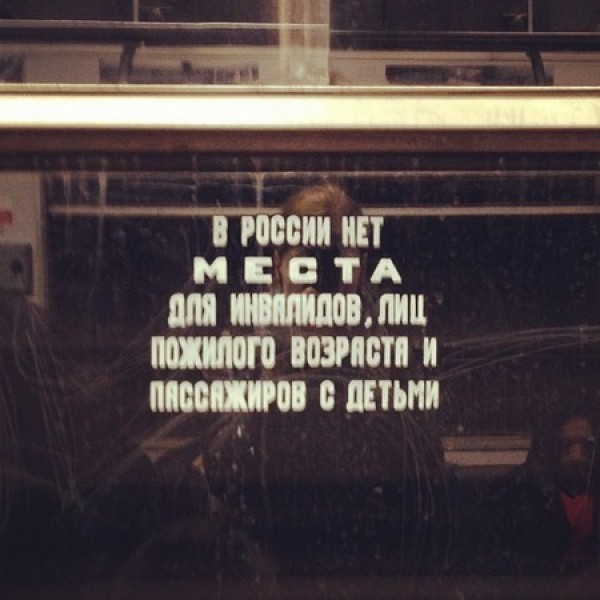 В РОССИИ НЕТ
МЕСТА
ДЛЯ ИНВАЛИДОВ, ЛИЦ
ПОЖИЛОГО ВОЗРАСТА И
ПАССАЖИРОВ С ДЕТЬМИ